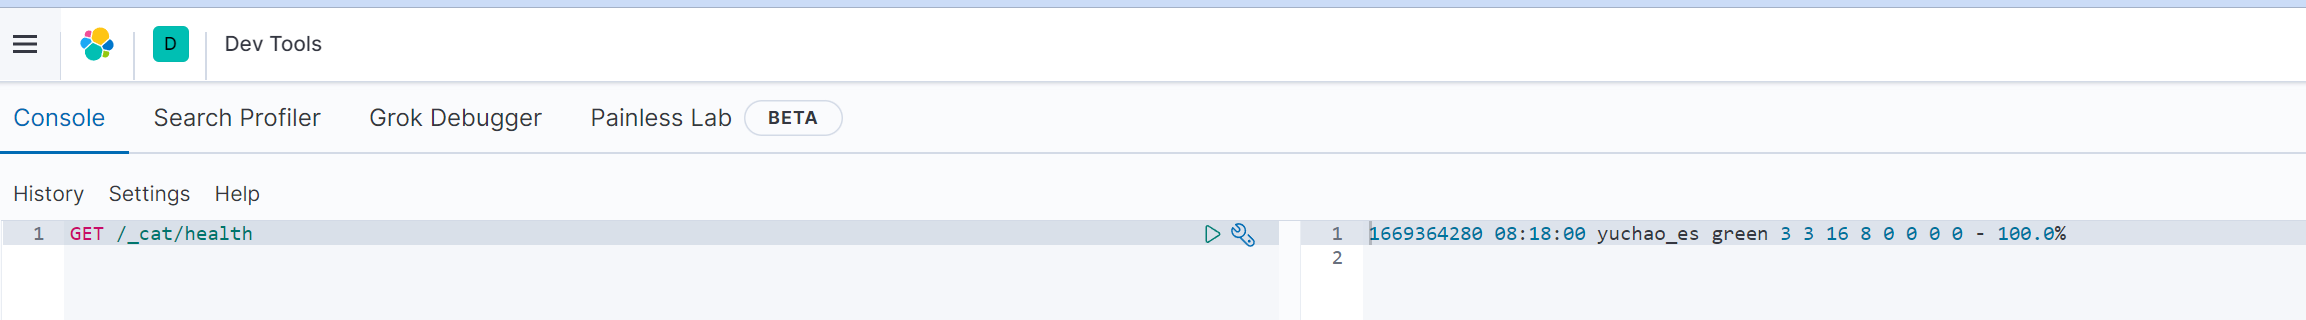 D Dev Tools
Console Search Profiler Grok Debugger Painless Lab BETA
History Settings Help
1 GET /_cat/health
1 1669364280 08:18:00 yuchao_es green 3 3 16 8 0 0 0 0 - 100.0%
2